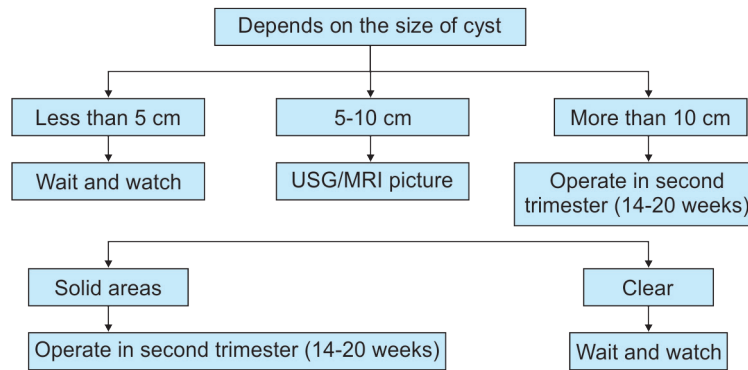 Depends on the size of cyst
Less than 5 cm
5-10 cm
More than 10 cm
Wait and watch
USG/MRI picture
Operate in second
trimester (14-20 weeks)
Solid areas
Clear
Operate in second trimester (14-20 weeks)
Wait and watch